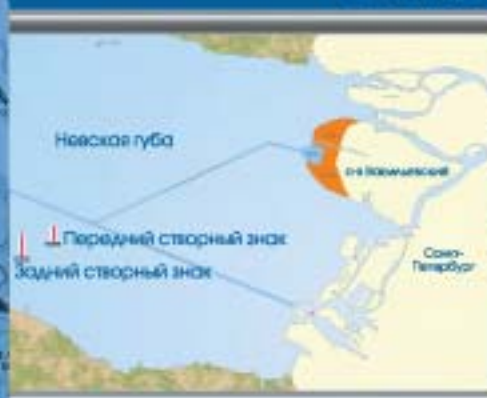 Невская губа
о-в Васильевский
Передний створный знак
Задний створный знак
Санкт-
Петербург